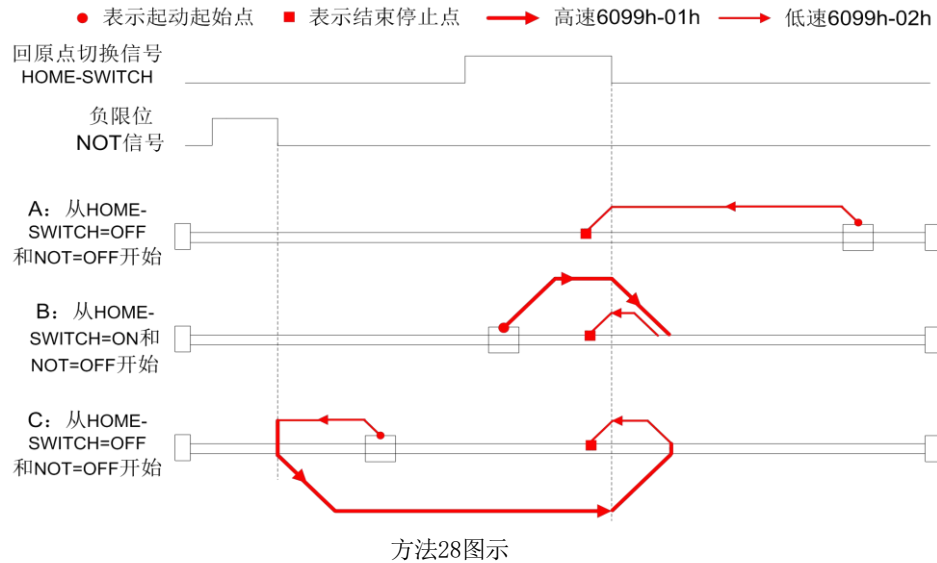 表示起动起始点 表示结束停止点 高速6099h-01h 低速6099h-02h
回原点切换信号
HOME-SWITCH
负限位
NOT信号
A：从HOME-
SWITCH=OFF
和NOT=OFF开始
B：从HOME-
SWITCH=ON和
NOT=OFF开始
C：从HOME-
SWITCH=OFF
和NOT=OFF开始
方法28图示